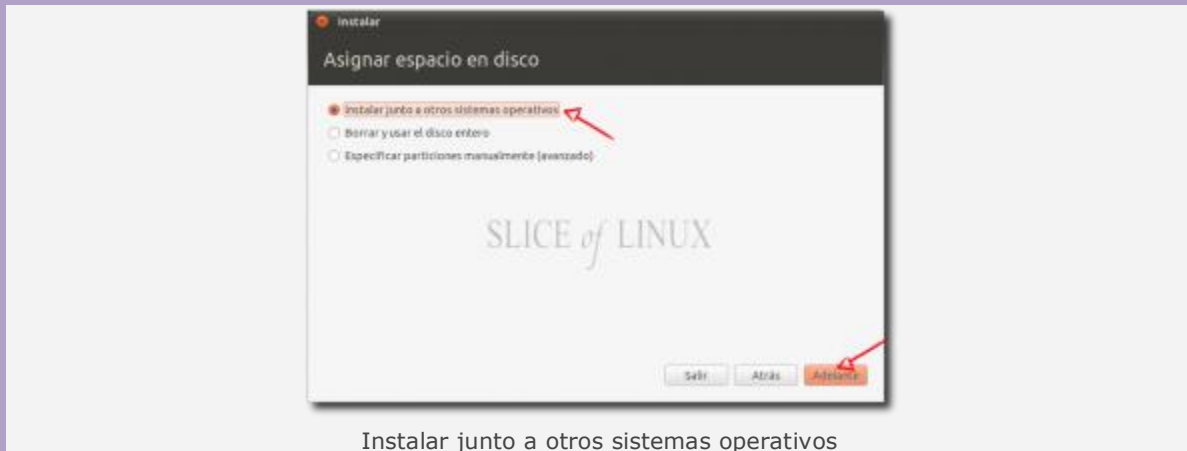 Instalar
Asignar espacio en disco
Instalar junto a otros sistemas operativos
Borrar y usar el disco entero
Especificar particiones manualmente (avanzado)
SLICE of LINUX
Salir Atrás Adelante
Instalar junto a otros sistemas operativos